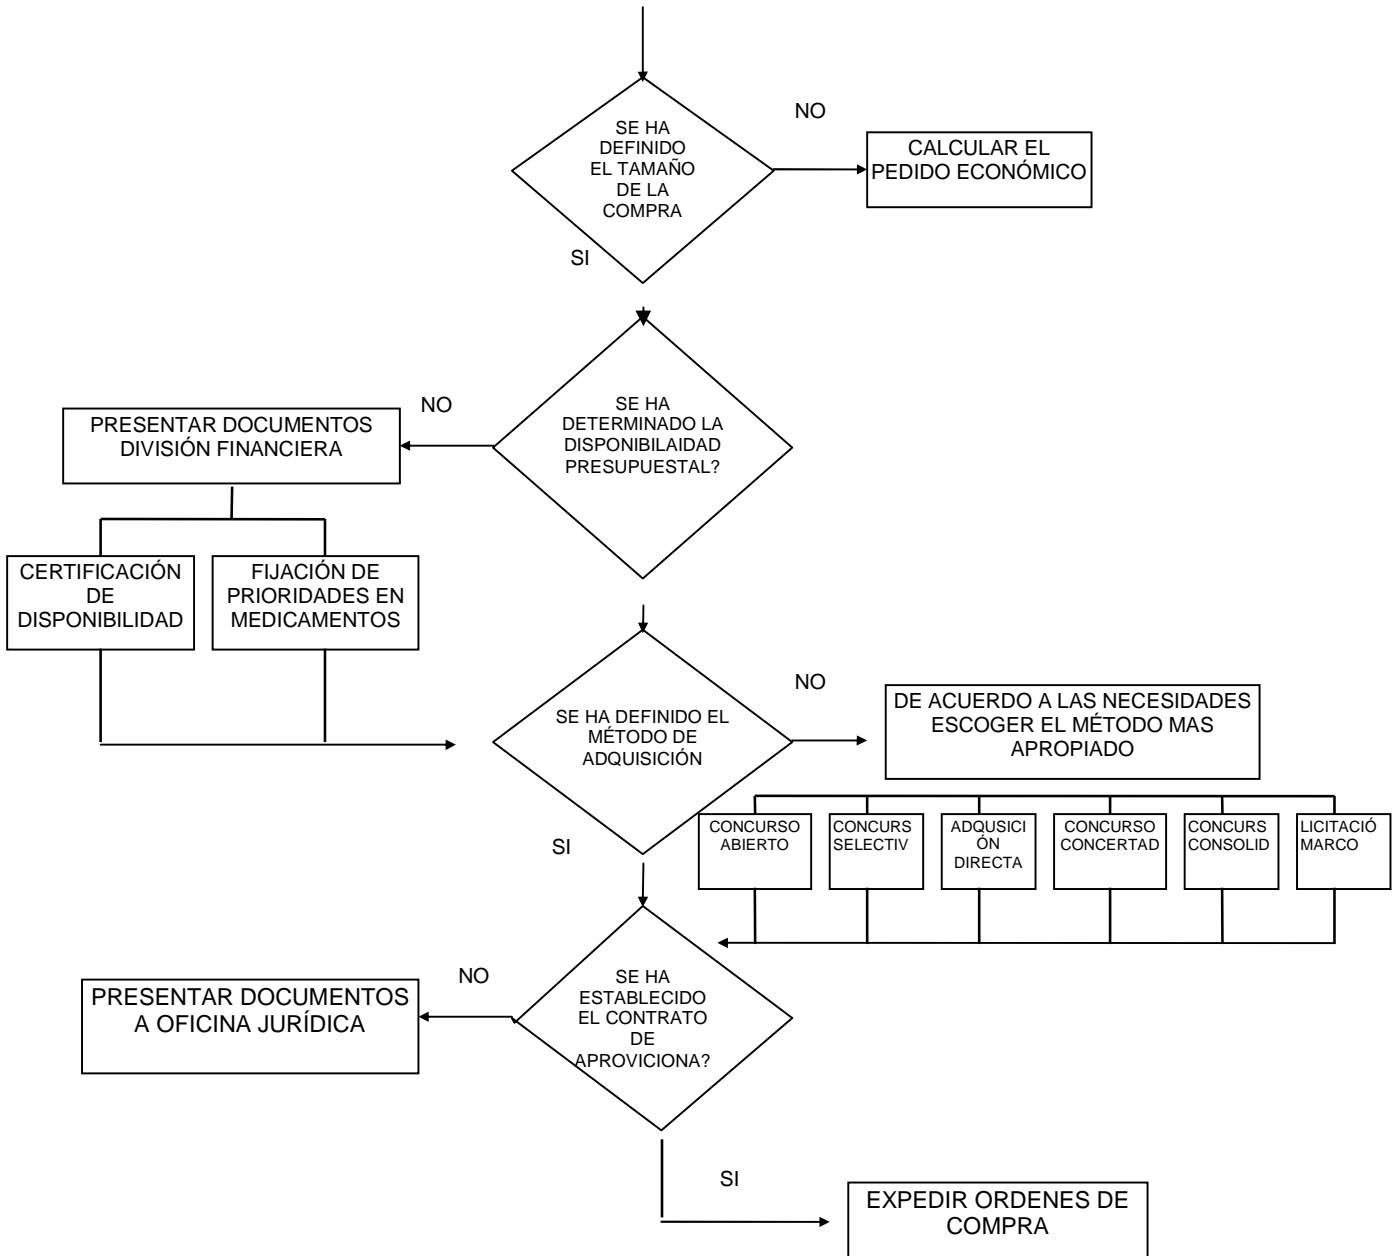 SE HA
DEFINIDO
EL TAMAÑO
DE LA
COMPRA
NO
CALCULAR EL
PEDIDO ECONÓMICO
SI
SE HA
DETERMINADO LA
DISPONIBILAIDAD
PRESUPUESTAL?
NO
PRESENTAR DOCUMENTOS
DIVISIÓN FINANCIERA
CERTIFICACIÓN
DE
DISPONIBILIDAD
FIJACIÓN DE
PRIORIDADES EN
MEDICAMENTOS
SE HA DEFINIDO EL
MÉTODO DE
ADQUISICIÓN
NO
DE ACUERDO A LAS NECESIDADES
ESCOGER EL MÉTODO MAS
APROPIADO
CONCURSO
ABIERTO
CONCURS
SELECTIV
ADQUSICI
ÓN
DIRECTA
CONCURSO
CONCERTAD
CONCURS
CONSOLID
LICITACIÓ
MARCO
SI
SE HA
ESTABLECIDO
EL CONTRATO
DE
APROVICIONA?
NO
PRESENTAR DOCUMENTOS
A OFICINA JURÍDICA
SI
EXPEDIR ORDENES DE
COMPRA